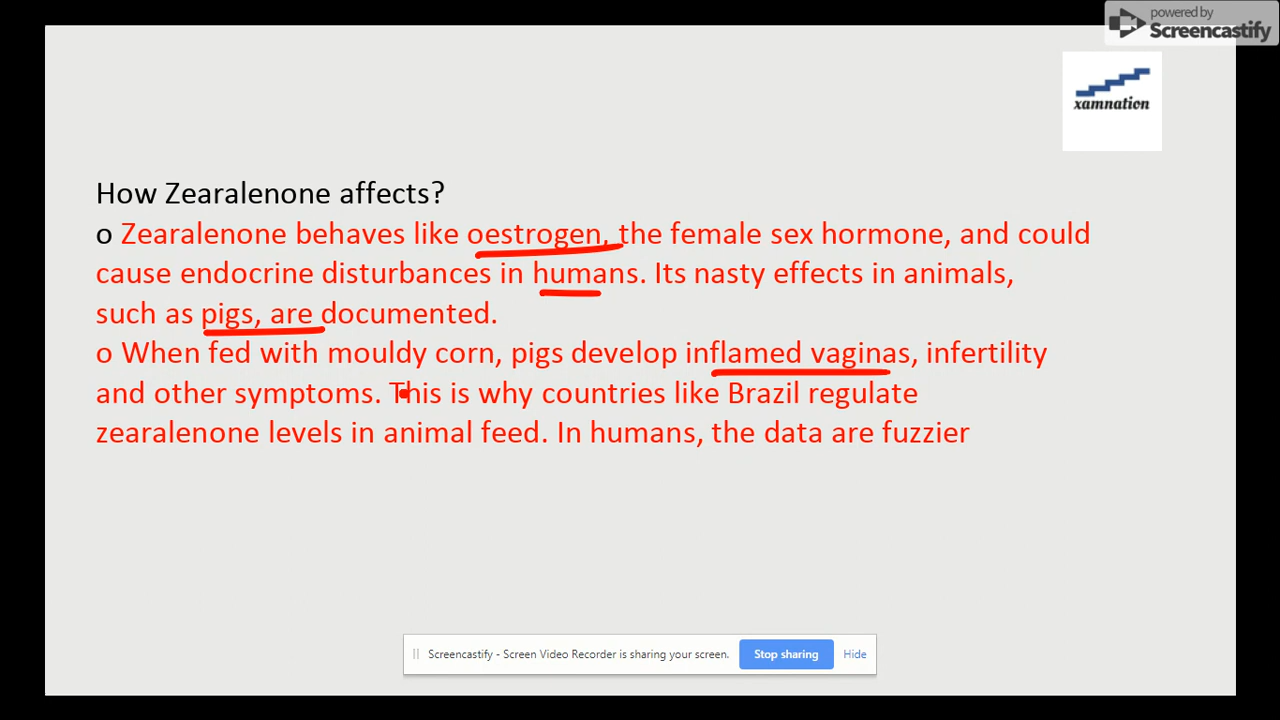 powered by
Screencastify
xamnation
How Zearalenone affects?
o Zearalenone behaves like oestrogen, the female sex hormone, and could
cause endocrine disturbances in humans. Its nasty effects in animals,
such as pigs, are documented.
o When fed with mouldy corn, pigs develop inflamed vaginas, infertility
and other symptoms. This is why countries like Brazil regulate
zearalenone levels in animal feed. In humans, the data are fuzzier
Screencastify - Screen Video Recorder is sharing your screen. Stop sharing Hide